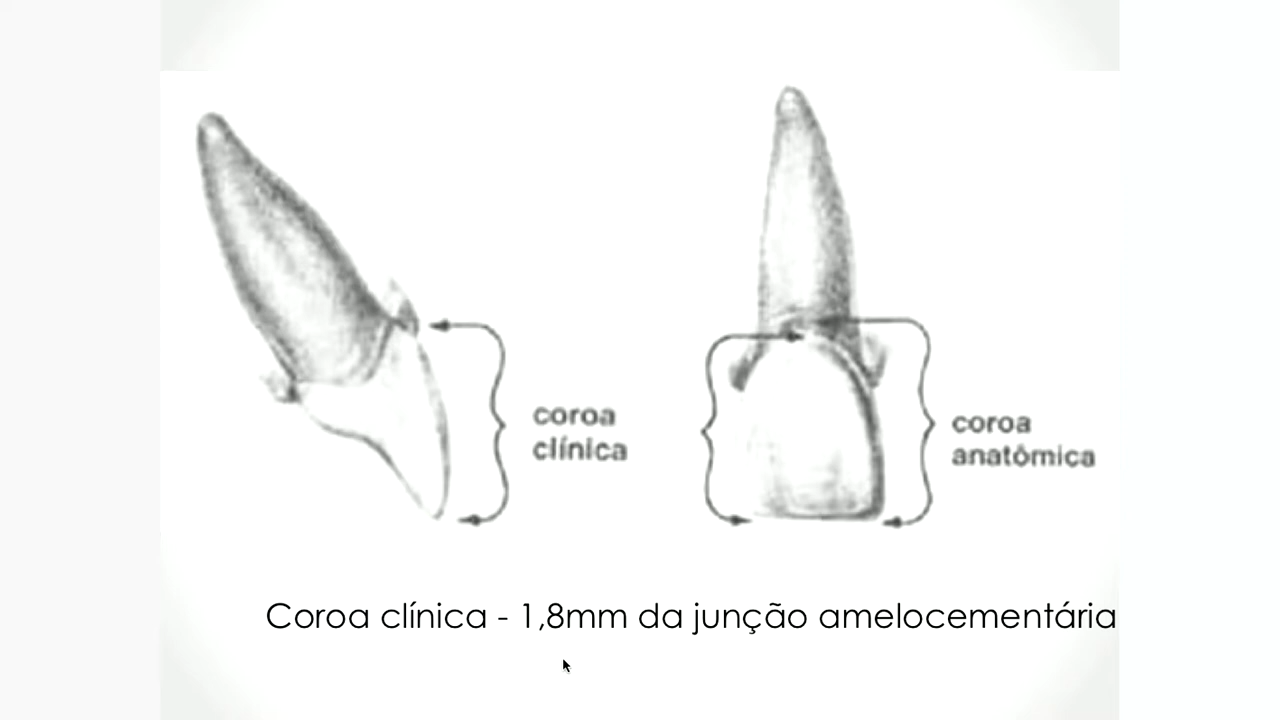 coroa
clínica
coroa
anatômica
Coroa clínica - 1,8mm da junção amelocementária